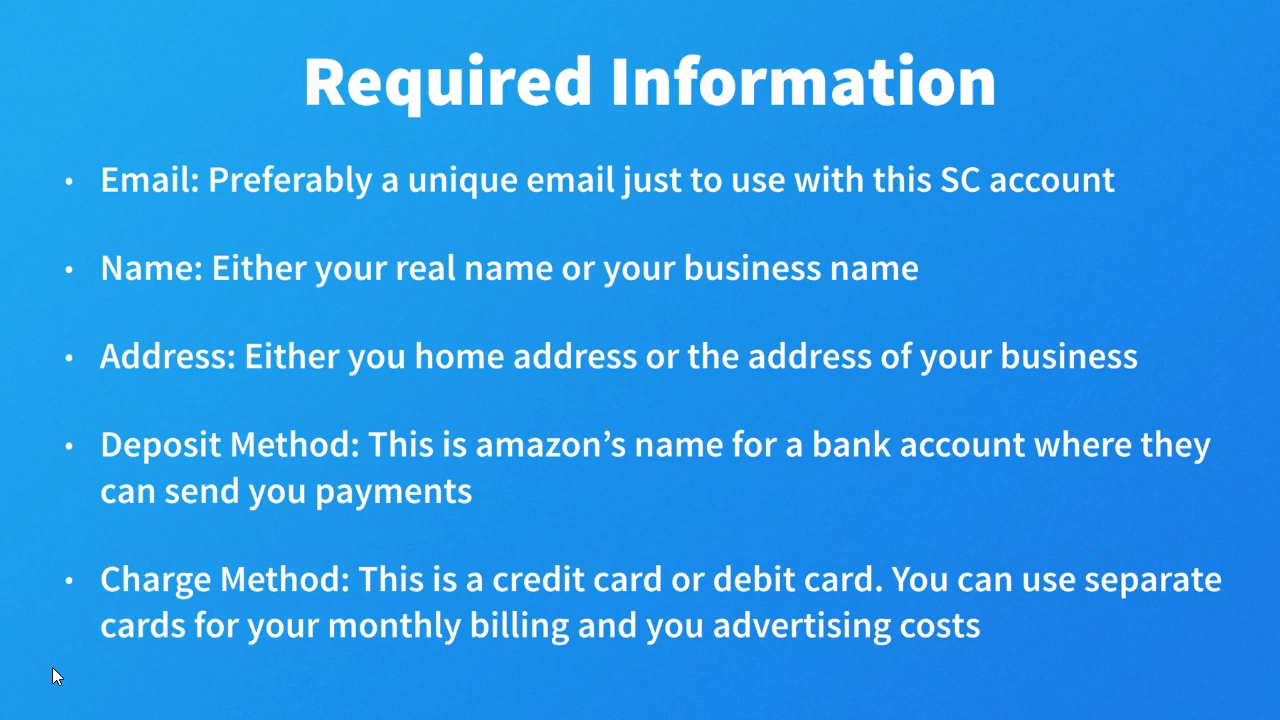 Required Information
• Email: Preferably a unique email just to use with this SC account
• Name: Either your real name or your business name
• Address: Either you home address or the address of your business
• Deposit Method: This is amazon’s name for a bank account where they
can send you payments
• Charge Method: This is a credit card or debit card. You can use separate
cards for your monthly billing and you advertising costs